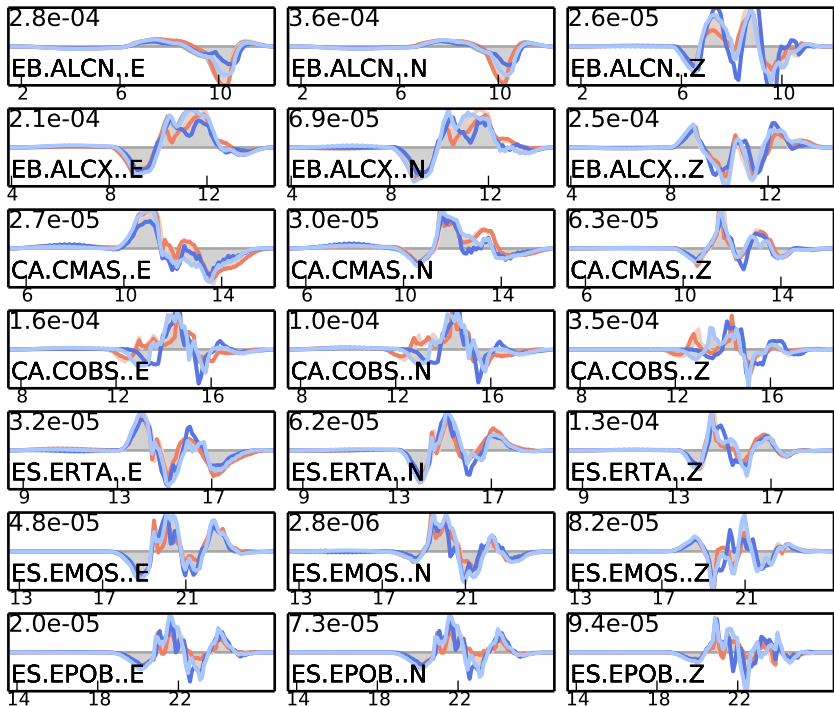 2.8e-04 3.6e-04 2.6e-05
EB.ALCN..E EB.ALCN..N EB.ALCN..Z
2 6 10 2 6 10 2 6 10
2.1e-04 6.9e-05 2.5e-04
EB.ALCX..E EB.ALCX..N EB.ALCX..Z
4 8 12 4 8 12 4 8 12
2.7e-05 3.0e-05 6.3e-05
CA.CMAS..E CA.CMAS..N CA.CMAS..Z
6 10 14 6 10 14 6 10 14
1.6e-04 1.0e-04 3.5e-04
CA.COBS..E CA.COBS..N CA.COBS..Z
8 12 16 8 12 16 8 12 16
3.2e-05 6.2e-05 1.3e-04
ES.ERTA..E ES.ERTA..N ES.ERTA..Z
9 13 17 9 13 17 9 13 17
4.8e-05 2.8e-06 8.2e-05
ES.EMOS..E ES.EMOS..N ES.EMOS..Z
13 17 21 13 17 21 13 17 21
2.0e-05 7.3e-05 9.4e-05
ES.EPOB..E ES.EPOB..N ES.EPOB..Z
14 18 22 14 18 22 14 18 22